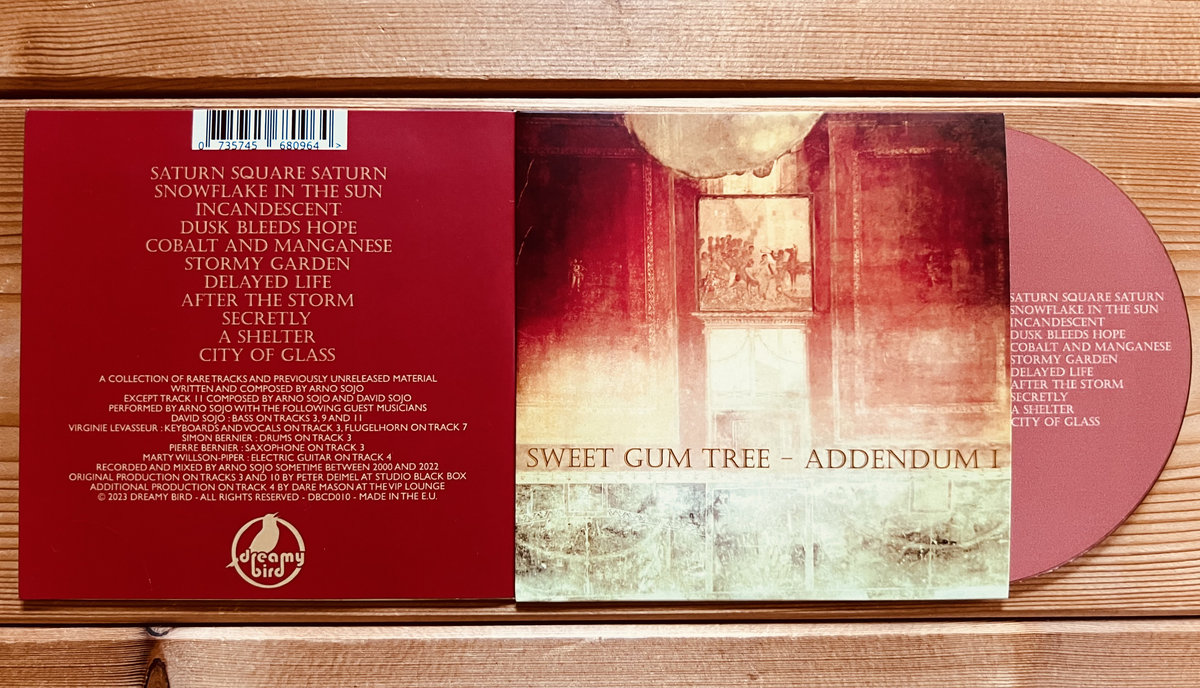 0 735745 680964 >
SATURN SQUARE SATURN
SNOWFLAKE IN THE SUN
INCANDESCENT
DUSK BLEEDS HOPE
COBALT AND MANGANESE
STORMY GARDEN
DELAYED LIFE
AFTER THE STORM
SECRETLY
A SHELTER
CITY OF GLASS
A COLLECTION OF RARE TRACKS AND PREVIOUSLY UNRELEASED MATERIAL
WRITTEN AND COMPOSED BY ARNO SOJO
EXCEPT TRACK 11 COMPOSED BY ARNO SOJO AND DAVID SOJO
PERFORMED BY ARNO SOJO WITH THE FOLLOWING GUEST MUSICIANS
DAVID SOJO : BASS ON TRACKS 3, 9 AND 11
VIRGINIE LEVASSEUR : KEYBOARDS AND VOCALS ON TRACK 3, FLUGELHORN ON TRACK 7
SIMON BERNIER : DRUMS ON TRACK 3
PIERRE BERNIER : SAXOPHONE ON TRACK 3
MARTY WILLSON-PIPER : ELECTRIC GUITAR ON TRACK 4
RECORDED AND MIXED BY ARNO SOJO SOMETIME BETWEEN 2000 AND 2022
ORIGINAL PRODUCTION ON TRACKS 3 AND 10 BY PETER DEIMEL AT STUDIO BLACK BOX
ADDITIONAL PRODUCTION ON TRACK 4 BY DARE MASON AT THE VIP LOUNGE
© 2023 DREAMY BIRD - ALL RIGHTS RESERVED - DBCD010 - MADE IN THE E.U.
dreamy
bird
SWEET GUM TREE – ADDENDUM I
SATURN SQUARE SATURN
SNOWFLAKE IN THE SUN
INCANDESCENT
DUSK BLEEDS HOPE
COBALT AND MANGANESE
STORMY GARDEN
DELAYED LIFE
AFTER THE STORM
SECRETLY
A SHELTER
CITY OF GLASS